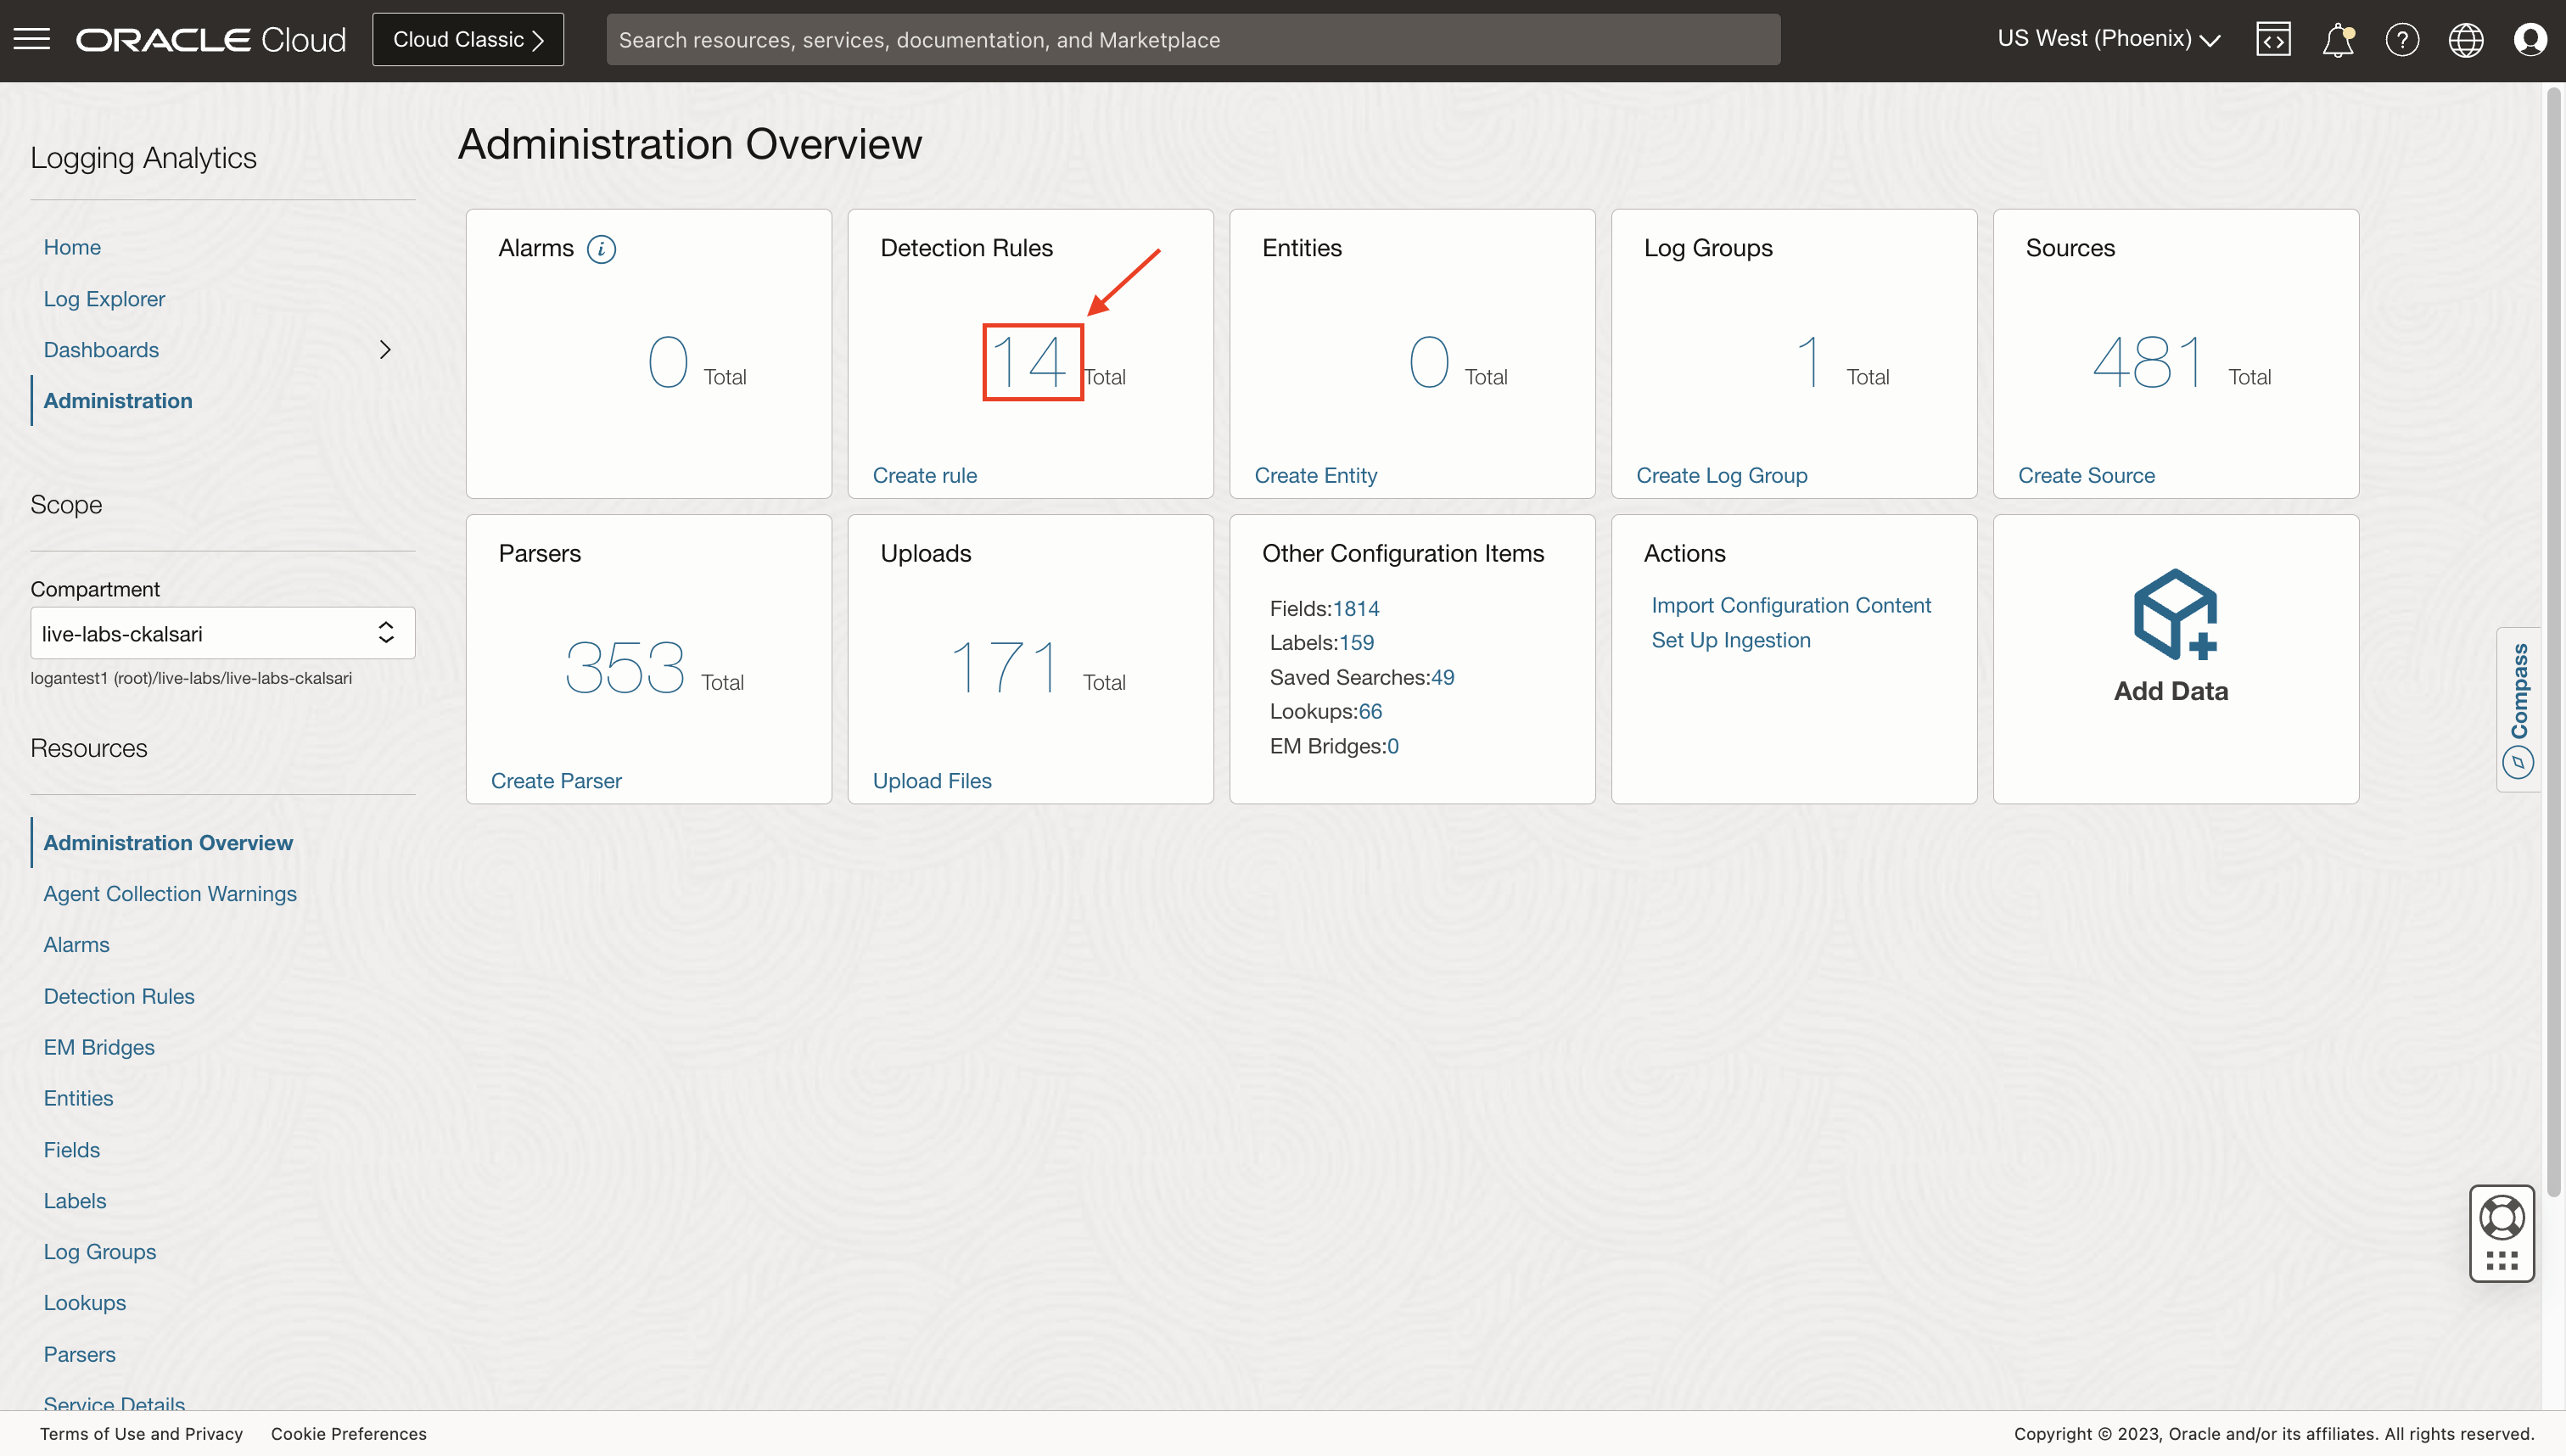 ORACLE Cloud
Cloud Classic
Search resources, services, documentation, and Marketplace
US West (Phoenix)
Logging Analytics
Home
Log Explorer
Dashboards
Administration
Scope
Compartment
live-labs-ckalsari
logantest1 (root)/live-labs/live-labs-ckalsari
Resources
Administration Overview
Agent Collection Warnings
Alarms
Detection Rules
EM Bridges
Entities
Fields
Labels
Log Groups
Lookups
Parsers
Service Details
Administration Overview
Alarms
0 Total
Detection Rules
14 Total
Create rule
Entities
0 Total
Create Entity
Log Groups
1 Total
Create Log Group
Sources
481 Total
Create Source
Parsers
353 Total
Create Parser
Uploads
171 Total
Upload Files
Other Configuration Items
Fields:1814
Labels:159
Saved Searches:49
Lookups:66
EM Bridges:0
Actions
Import Configuration Content
Set Up Ingestion
Add Data
Compass
Terms of Use and Privacy
Cookie Preferences
Copyright © 2023, Oracle and/or its affiliates. All rights reserved.